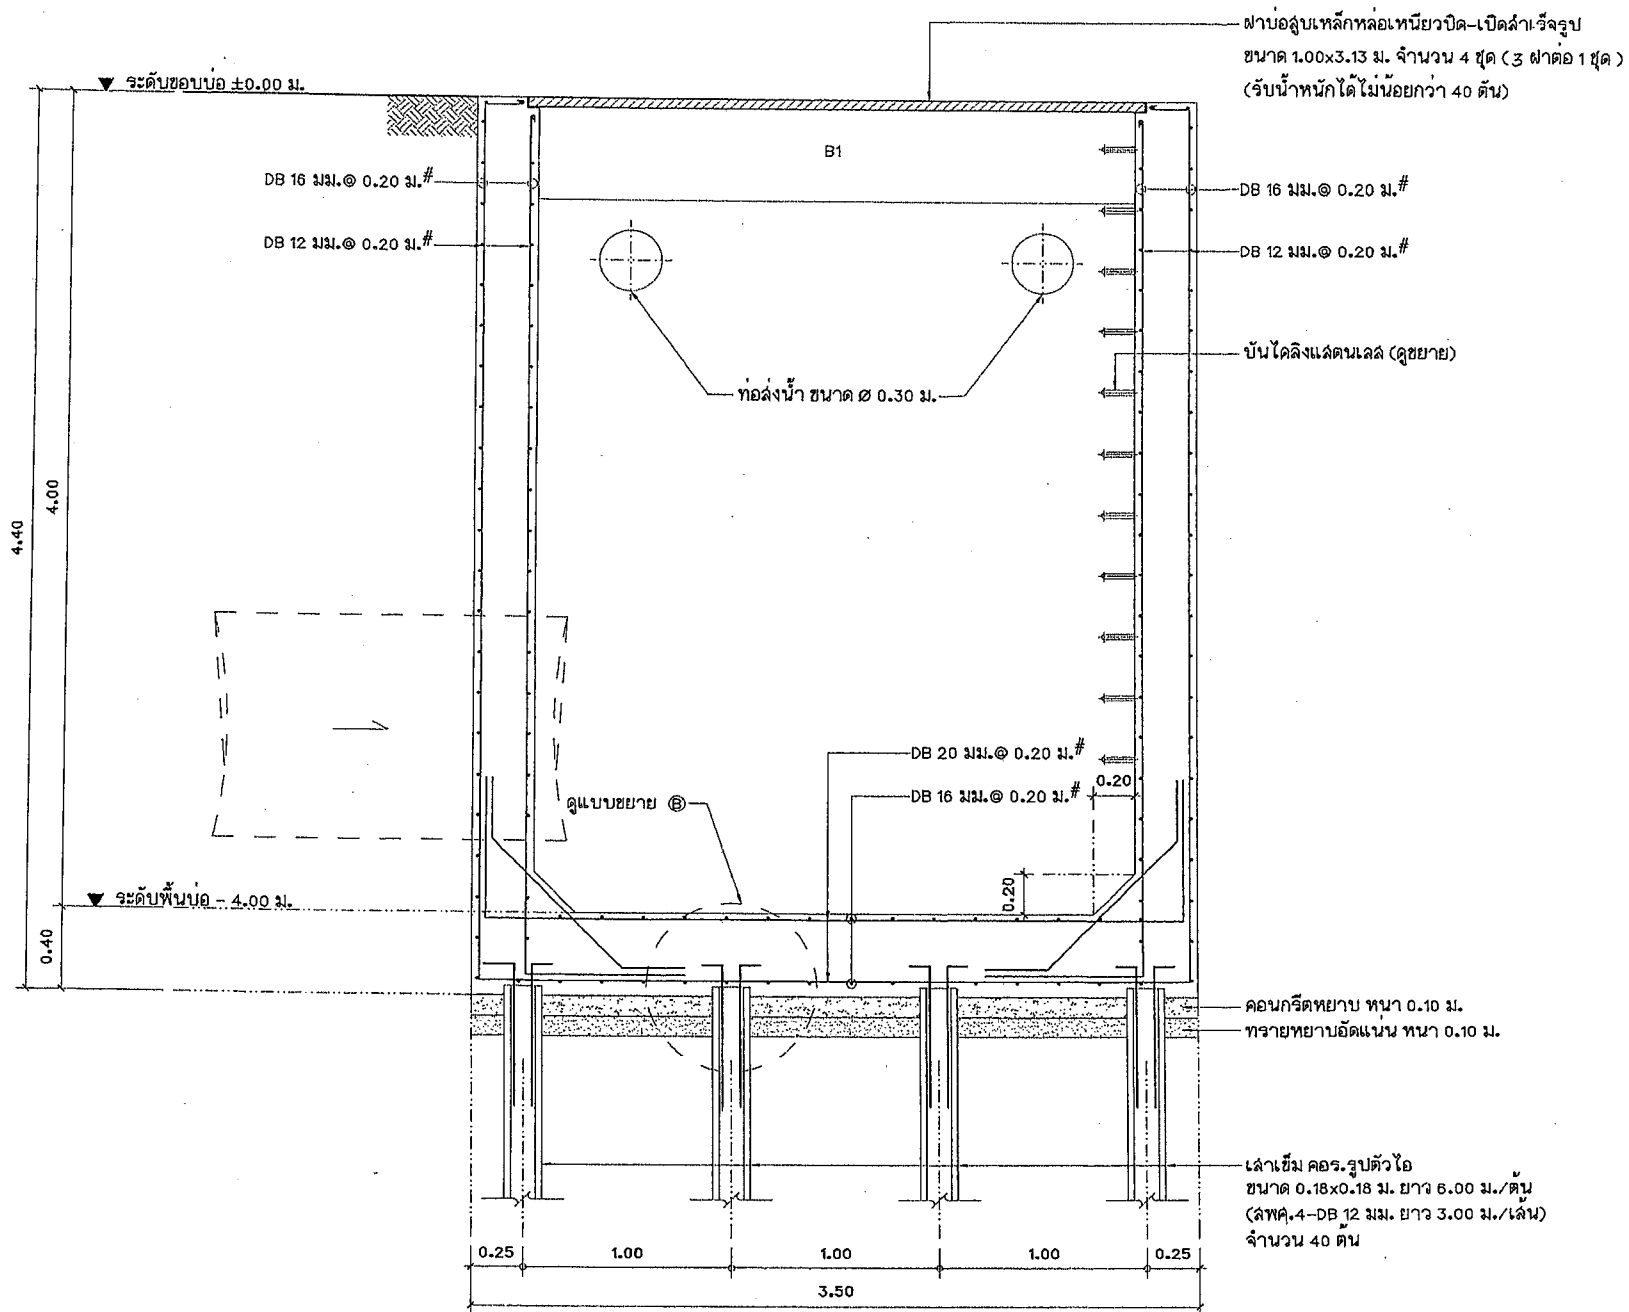 ฝาบ่อสูบเหล็กหล่อเหนียวปิด-เปิดสำเร็จรูป
ขนาด 1.00x3.13 ม. จำนวน 4 ชุด (3 ฝาต่อ 1 ชุด)
(รับน้ำหนักได้ไม่น้อยกว่า 40 ตัน)
ระดับขอบบ่อ ±0.00 ม.
B1
DB 16 มม.@ 0.20 ม.#
DB 16 มม.@ 0.20 ม.#
DB 12 มม.@ 0.20 ม.#
DB 12 มม.@ 0.20 ม.#
บันไดลิงแสตนเลส (ดูขยาย)
ท่อส่งน้ำ ขนาด Ø 0.30 ม.
4.00
4.40
DB 20 มม.@ 0.20 ม.#
0.20
DB 16 มม.@ 0.20 ม.#
ดูแบบขยาย Ⓑ
0.20
ระดับพื้นบ่อ - 4.00 ม.
0.40
คอนกรีตหยาบ หนา 0.10 ม.
ทรายหยาบอัดแน่น หนา 0.10 ม.
เสาเข็ม คอร.รูปตัวไอ
ขนาด 0.18x0.18 ม. ยาว 6.00 ม./ต้น
(สพค.4-DB 12 มม. ยาว 3.00 ม./เส้น)
จำนวน 40 ต้น
0.25
1.00
1.00
1.00
0.25
3.50